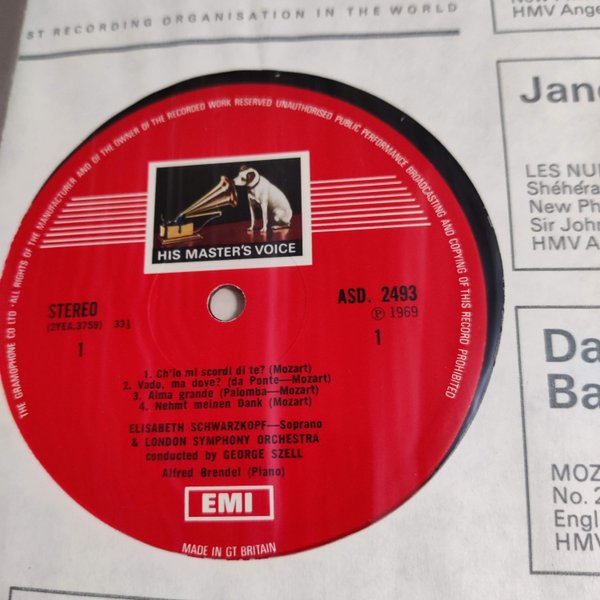 ST RECORDING ORGANISATION IN THE WORLD
HMV Ange
THE GRAMOPHONE CO LTD · ALL RIGHTS OF THE MANUFACTURER AND OF THE OWNER OF THE RECORDED WORK RESERVED UNAUTHORISED PUBLIC PERFORMANCE BROADCASTING AND COPYING OF THIS RECORD PROHIBITED
HIS MASTER'S VOICE
STEREO
(2YEA.3759) 33⅓
1
ASD. 2493
Ⓟ 1969
1
1. Ch'io mi scordi di te? (Mozart)
2. Vado, ma dove? (da Ponte—Mozart)
3. Alma grande (Palomba—Mozart)
4. Nehmt meinen Dank (Mozart)
ELISABETH SCHWARZKOPF—Soprano
& LONDON SYMPHONY ORCHESTRA
conducted by GEORGE SZELL
Alfred Brendel (Piano)
EMI
MADE IN GT BRITAIN
Jane
LES NUI
Shéhéra
New Ph
Sir John
HMV A
Da
Ba
MOZ
No. 2
Engli
HMV